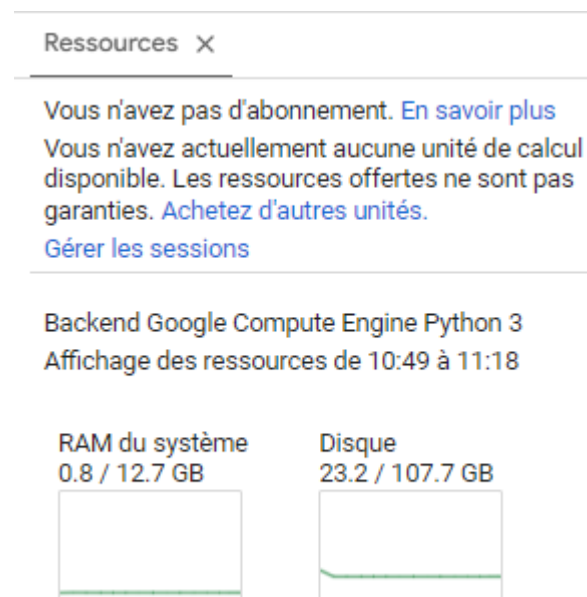 Ressources ×
Vous n'avez pas d'abonnement. En savoir plus
Vous n'avez actuellement aucune unité de calcul
disponible. Les ressources offertes ne sont pas
garanties. Achetez d'autres unités.
Gérer les sessions
Backend Google Compute Engine Python 3
Affichage des ressources de 10:49 à 11:18
RAM du système
0.8 / 12.7 GB
Disque
23.2 / 107.7 GB